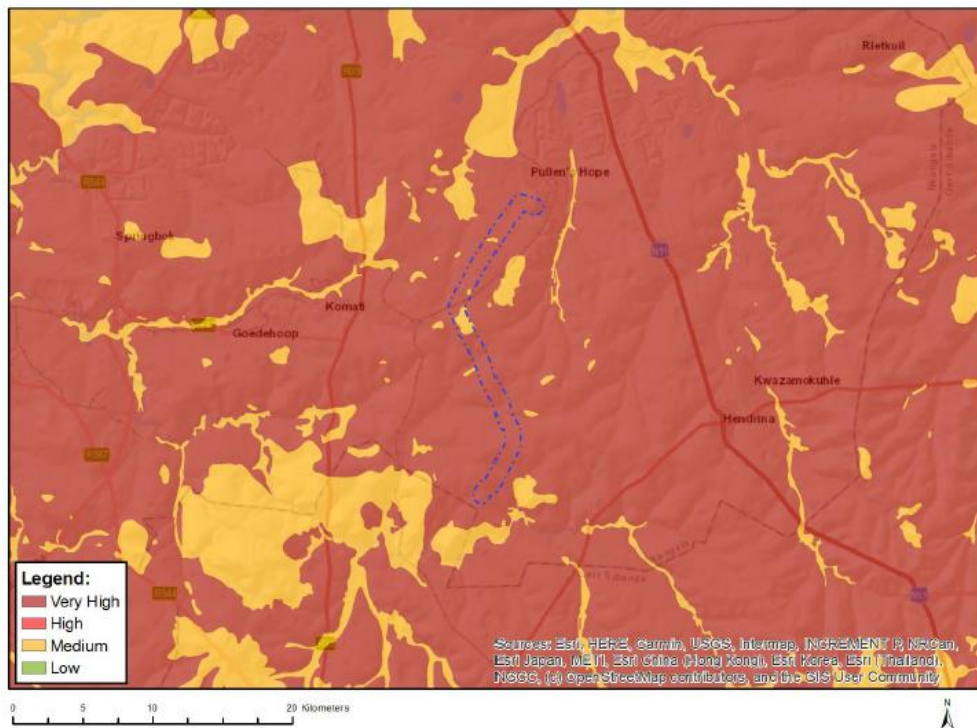 Rietkuil
Pullen's Hope
Springbok
Komati
Goedehoop
Kwazamokuhle
Hendrina
N11
Legend:
Very High
High
Medium
Low
Sources: Esri, HERE, Garmin, USGS, Intermap, INCREMENT P, NRCan,
Esri Japan, METI, Esri China (Hong Kong), Esri Korea, Esri (Thailand),
NGCC, (c) OpenStreetMap contributors, and the GIS User Community
0 5 10 20 Kilometers
N